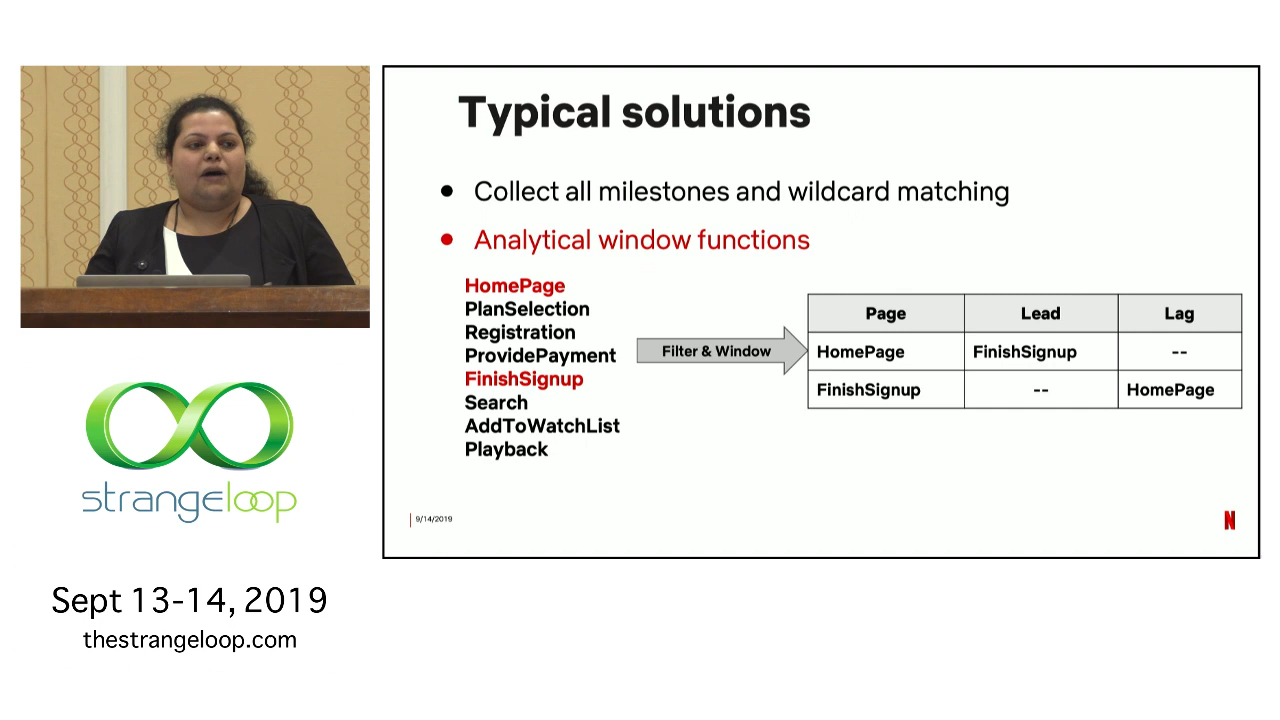 Typical solutions
• Collect all milestones and wildcard matching
• Analytical window functions
HomePage
PlanSelection
Registration
ProvidePayment
FinishSignup
Search
AddToWatchList
Playback
Filter & Window
Page Lead Lag
HomePage FinishSignup --
FinishSignup -- HomePage
9/14/2019
N
strangeloop
Sept 13-14, 2019
thestrangeloop.com